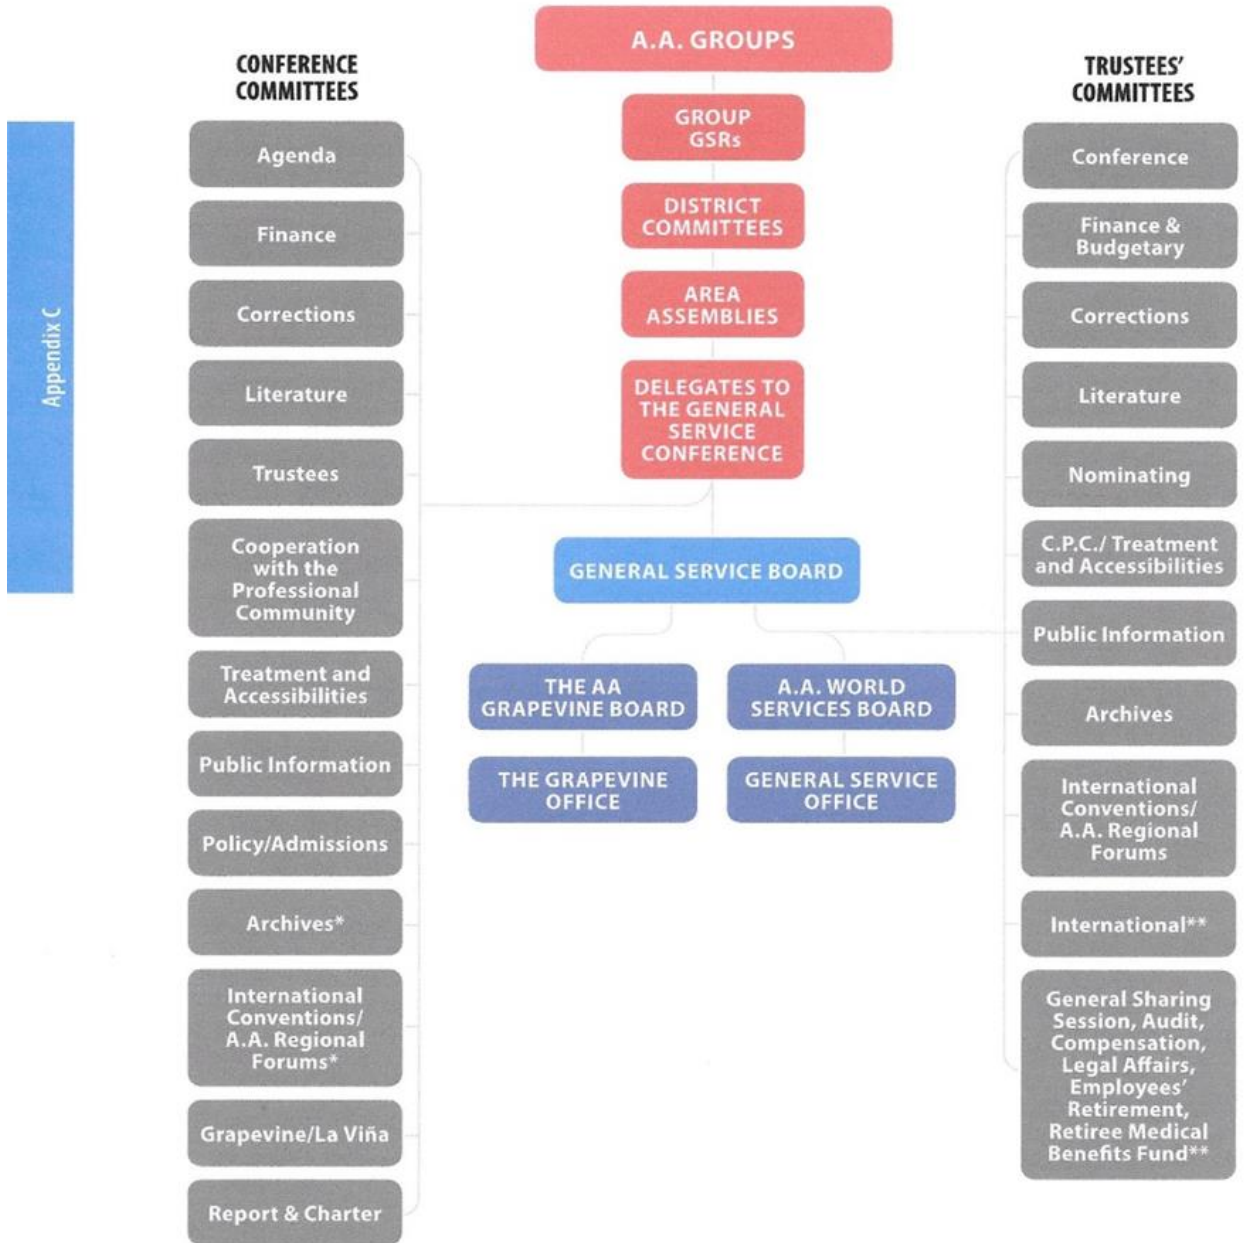 Appendix C
CONFERENCE
COMMITTEES
Agenda
Finance
Corrections
Literature
Trustees
Cooperation
with the
Professional
Community
Treatment and
Accessibilities
Public Information
Policy/Admissions
Archives*
International
Conventions/
A.A. Regional
Forums*
Grapevine/La Viña
Report & Charter
A.A. GROUPS
GROUP
GSRs
DISTRICT
COMMITTEES
AREA
ASSEMBLIES
DELEGATES TO
THE GENERAL
SERVICE
CONFERENCE
GENERAL SERVICE BOARD
THE AA
GRAPEVINE BOARD
A.A. WORLD
SERVICES BOARD
THE GRAPEVINE
OFFICE
GENERAL SERVICE
OFFICE
TRUSTEES'
COMMITTEES
Conference
Finance &
Budgetary
Corrections
Literature
Nominating
C.P.C./ Treatment
and Accessibilities
Public Information
Archives
International
Conventions/
A.A. Regional
Forums
International**
General Sharing
Session, Audit,
Compensation,
Legal Affairs,
Employees'
Retirement,
Retiree Medical
Benefits Fund**